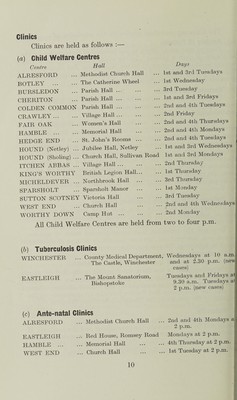 Clinics
Clinics are held as follows :—
(a) Child Welfare Centres
Centre Hall Days
ALRESFORD ... Methodist Church Hall ... 1st and 3rd Tuesdays
BOTLEY ... ... The Catherine Wheel ... 1st Wednesday
BURSLEDON ... Parish Hall ... ... 3rd Tuesday
CHERITON ... Parish Hall ... ... 1st and 3rd Fridays
GOLDEN COMMON Parish Hall ... ... 2nd and 4th Tuesdays
CRAWLEY ... ... Village Hall ... ... 2nd Friday
FAIR OAK ... Women's Hall ... ... 2nd and 4th Thursdays
HAMBLE ... ... Memorial Hall ... ... 2nd and 4th Mondays
HEDGE END ... St. John's Rooms ... ... 2nd and 4th Tuesdays
HOUND (Netley) ... Jubilee Hall, Netley ... 1st and 3rd Wednesdays
HOUND (Sholing) ... Church Hall, Sullivan Road 1st and 3rd Mondays
ITCHEN ABBAS ... Village Hall ... ... 2nd Thursday
KING'S WORTHY British Legion Hall ... 1st Thursday
MICHELDEVER ... Northbrook Hall ... 3rd Thursday
SPARSHOLT ... Sparsholt Manor ... 1st Monday
SUTTON SCOTNEY Victoria Hall ... ... 3rd Tuesday
WEST END ... Church Hall ... ... 2nd and 4th Wednesdays
WORTHY DOWN Camp Hut ... ... 2nd Monday
All Child Welfare Centres are held from two to four p.m.
(b) Tuberculosis Clinics
WINCHESTER ... County Medical Department, Wednesdays at 10 a.m.
The Castle, Winchester and at 2.30 p.m. (new
cases)
EASTLEIGH ... The Mount Sanatorium, Tuesdays and Fridays at
Bishopstoke 9.30 a.m. Tuesdays at
2 p.m. (new cases)
(c) Ante-natal Clinics
ALRESFORD ... Methodist Church Hall ... 2nd and 4th Mondays at
2 p.m.
EASTLEIGH ... Red House, Romsey Road Mondays at 2 p.m.
HAMBLE ... ... Memorial Hall ... ... 4th Thursday at 2 p.m.
WEST END ... Church Hall ... ... 1st Tuesday at 2 p.m.
10